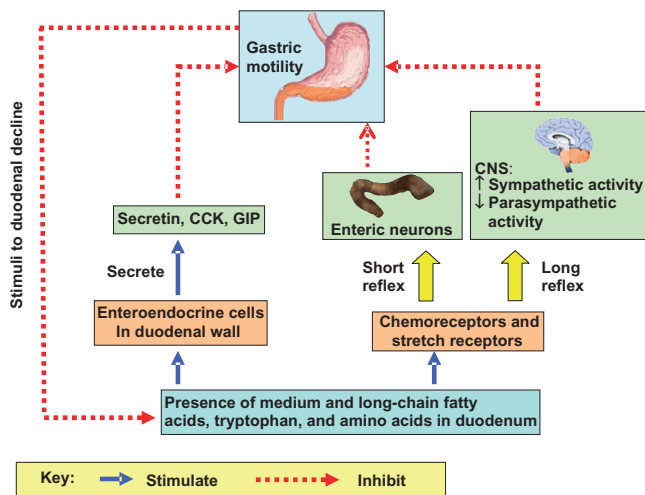 Gastric
motility
Stimuli to duodenal decline
CNS:
↑ Sympathetic activity
↓ Parasympathetic
activity
Secretin, CCK, GIP
Enteric neurons
Secrete
Short
reflex
Long
reflex
Enteroendocrine cells
In duodenal wall
Chemoreceptors and
stretch receptors
Presence of medium and long-chain fatty
acids, tryptophan, and amino acids in duodenum
Key: Stimulate Inhibit